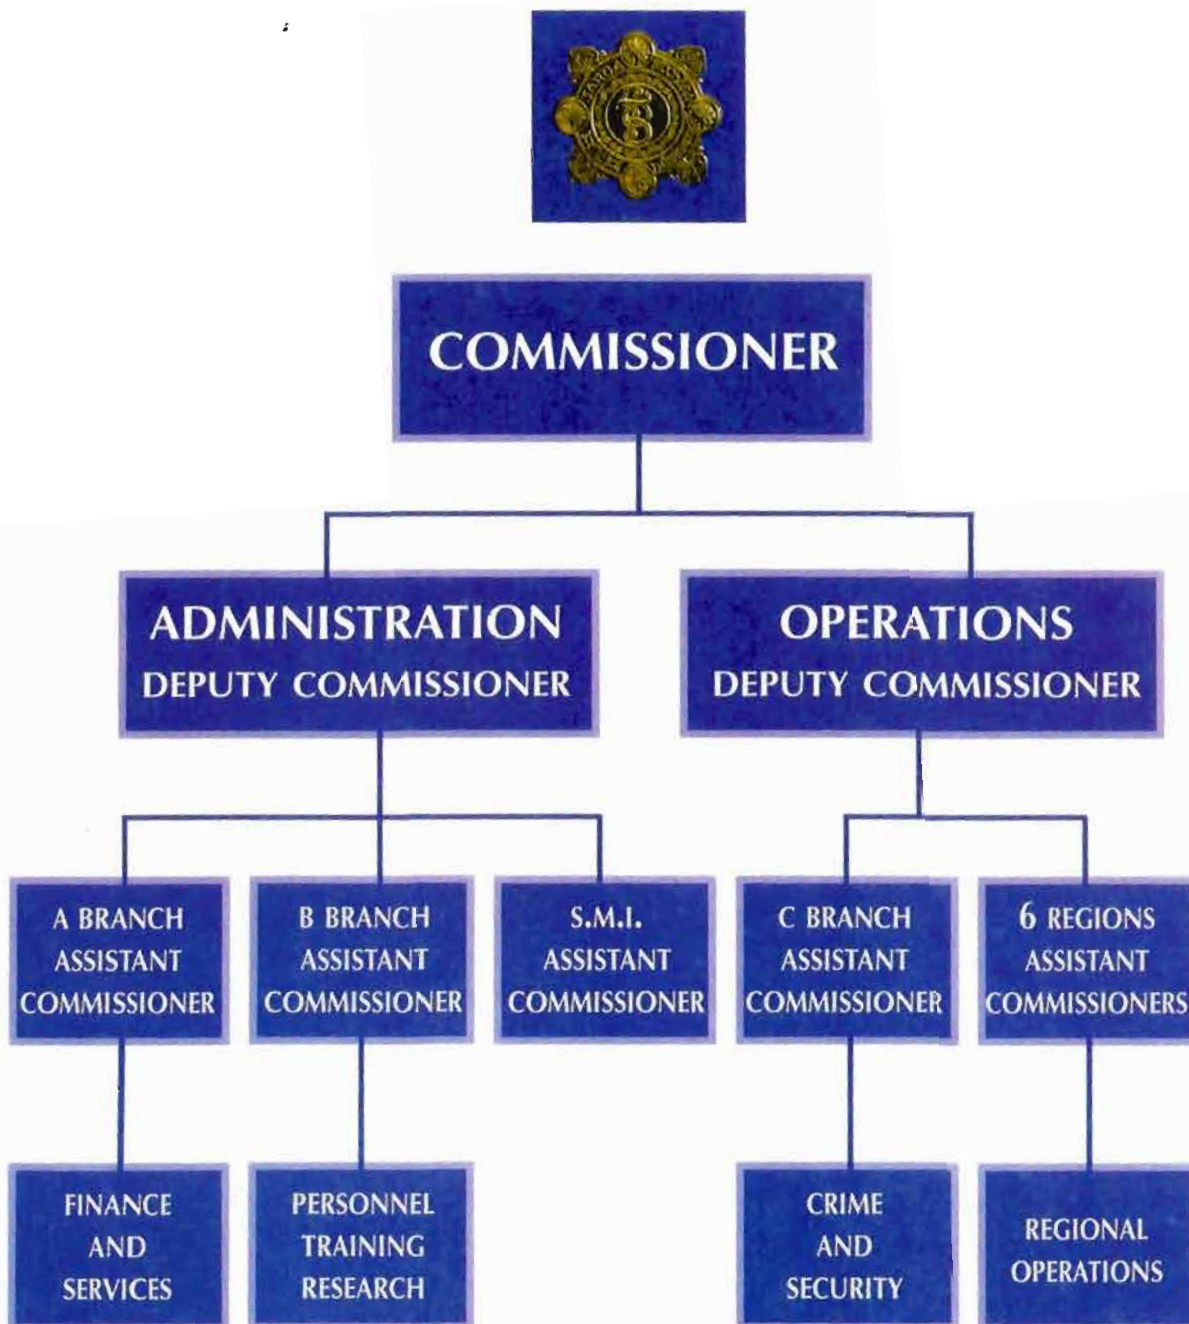 COMMISSIONER
ADMINISTRATION
DEPUTY COMMISSIONER
OPERATIONS
DEPUTY COMMISSIONER
A BRANCH
ASSISTANT
COMMISSIONER
B BRANCH
ASSISTANT
COMMISSIONER
S.M.I.
ASSISTANT
COMMISSIONER
C BRANCH
ASSISTANT
COMMISSIONER
6 REGIONS
ASSISTANT
COMMISSIONERS
FINANCE
AND
SERVICES
PERSONNEL
TRAINING
RESEARCH
CRIME
AND
SECURITY
REGIONAL
OPERATIONS